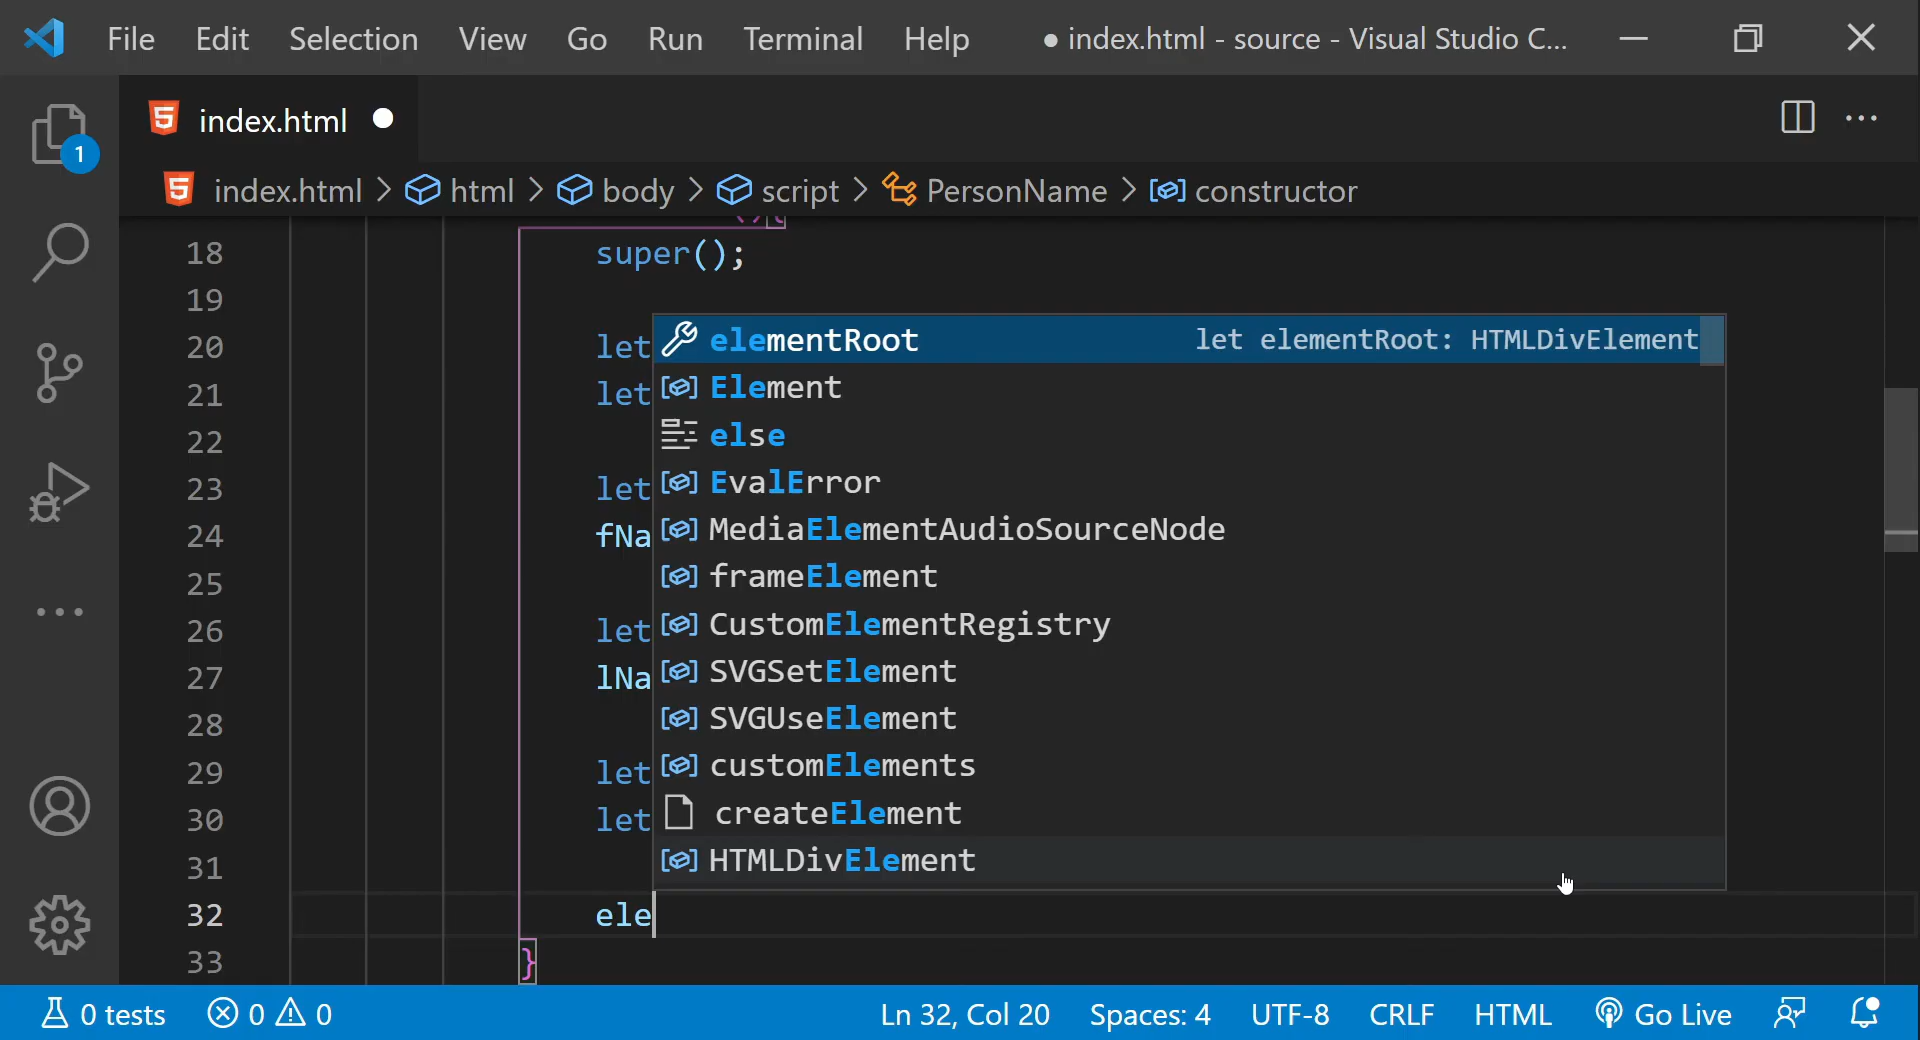 File Edit Selection View Go Run Terminal Help ● index.html - source - Visual Studio C...
index.html ●
1
index.html > html > body > script > PersonName > constructor
18 super();
19
20 let
21 let
22
23 let
24 fNa
25
26 let
27 lNa
28
29 let
30 let
31
32 ele
33 }
elementRoot let elementRoot: HTMLDivElement
Element
else
EvalError
MediaElementAudioSourceNode
frameElement
CustomElementRegistry
SVGSetElement
SVGUseElement
customElements
createElement
HTMLDivElement
0 tests 0 0 Ln 32, Col 20 Spaces: 4 UTF-8 CRLF HTML Go Live